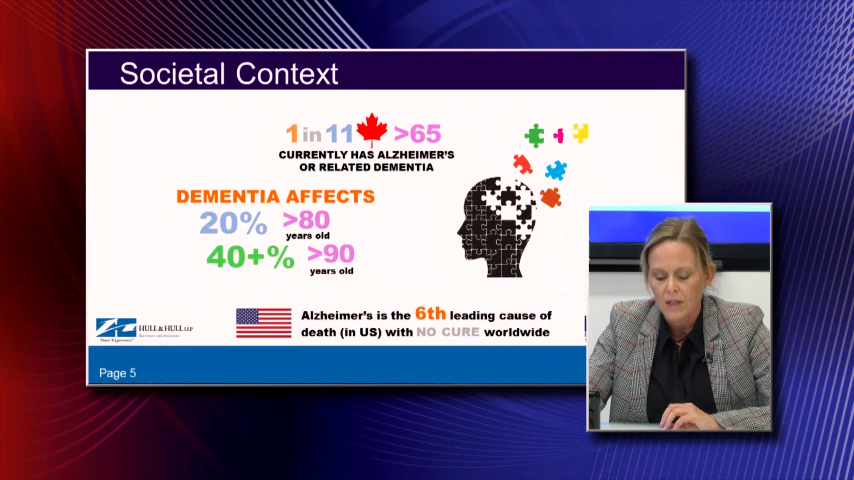 Societal Context
1 in 11 >65
CURRENTLY HAS ALZHEIMER'S
OR RELATED DEMENTIA
DEMENTIA AFFECTS
20% >80
years old
40+% >90
years old
Alzheimer's is the 6th leading cause of
death (in US) with NO CURE worldwide
HULL & HULL LLP
Page 5